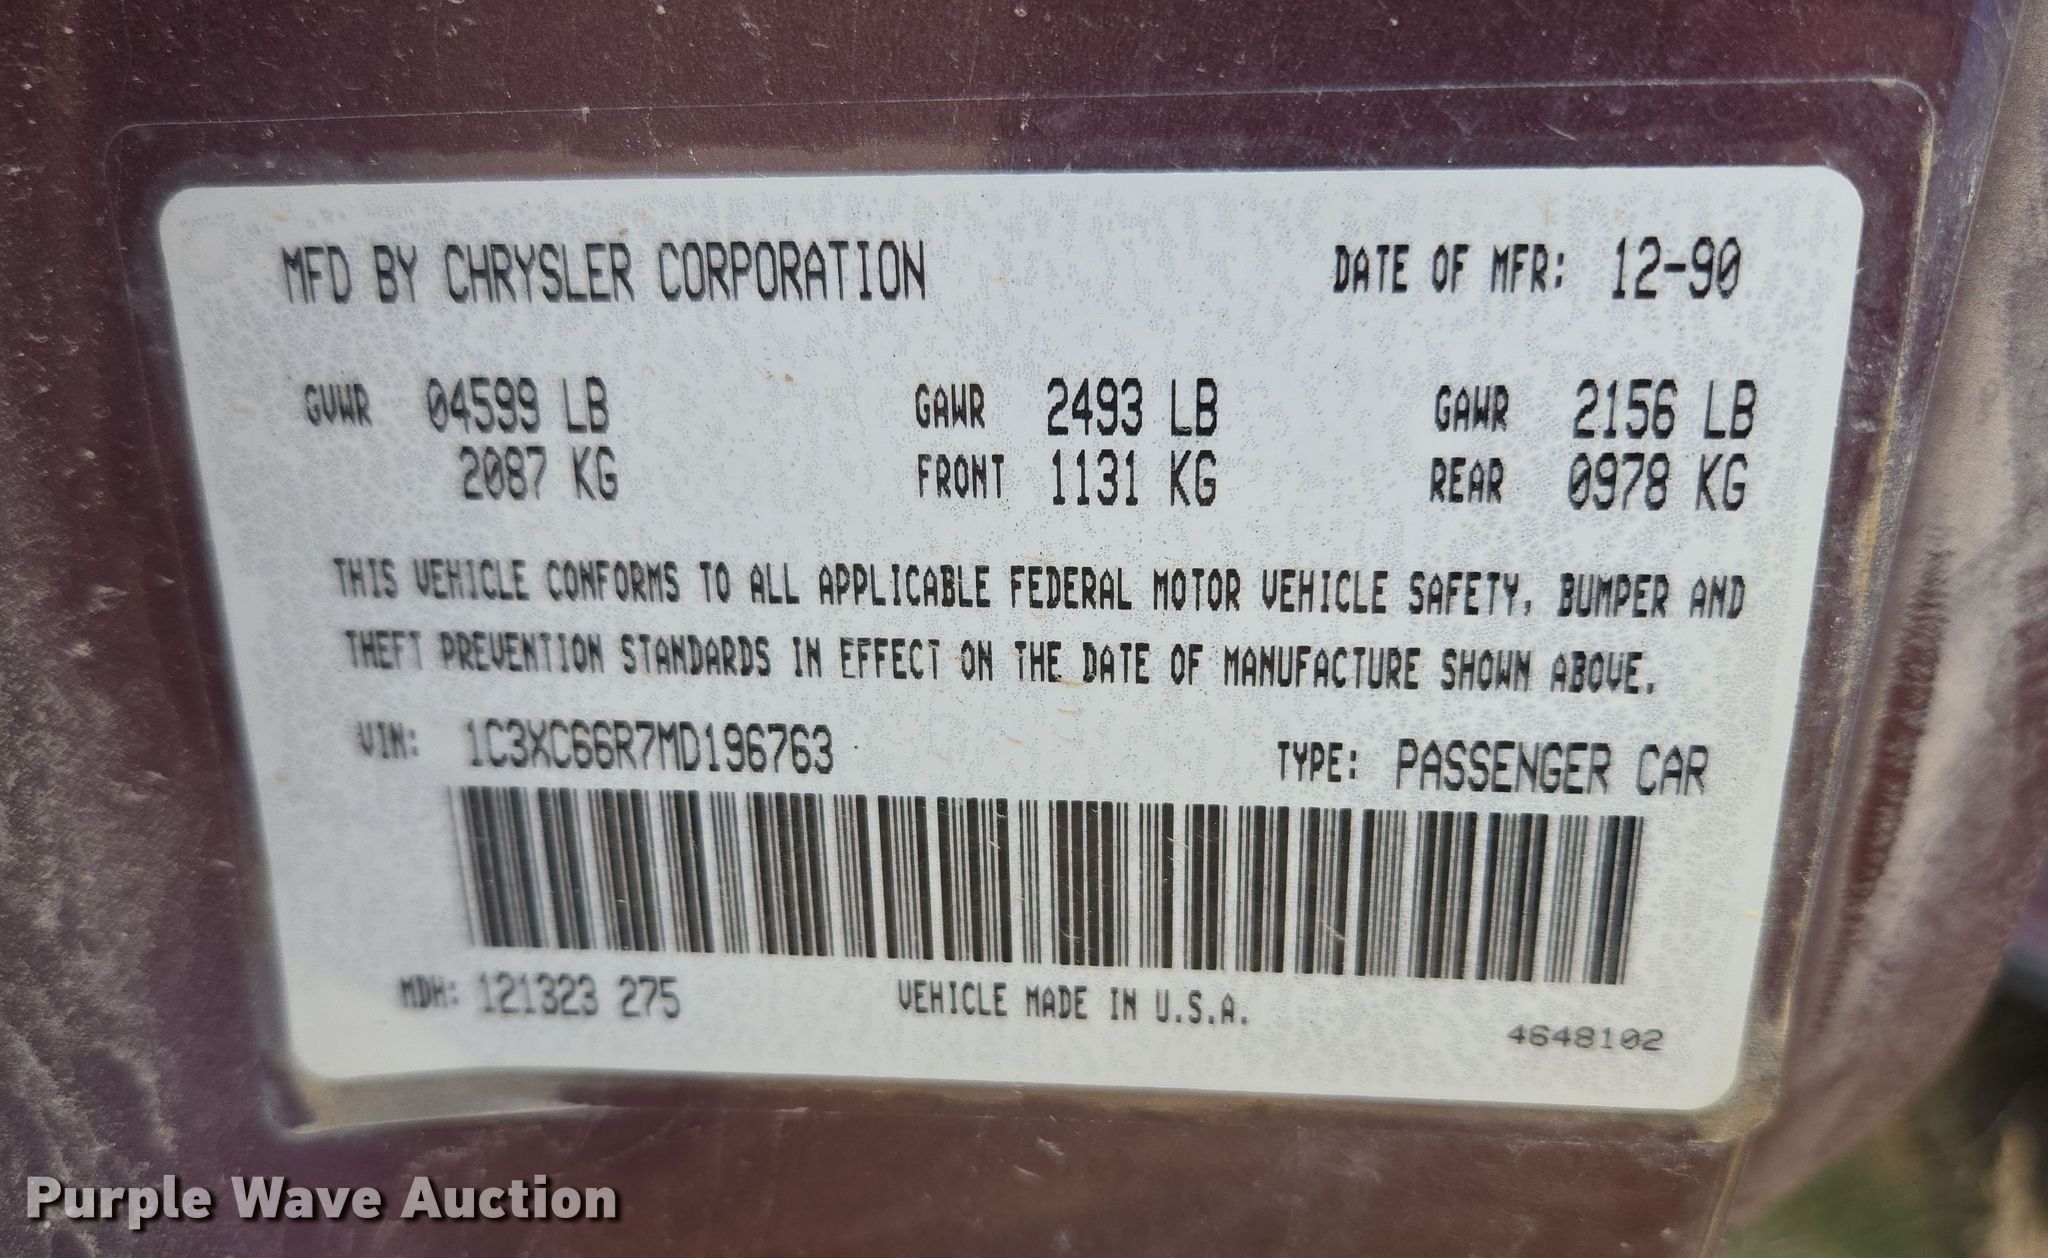 MFD BY CHRYSLER CORPORATION DATE OF MFR: 12-90
GVWR 04599 LB GAWR 2493 LB GAWR 2156 LB
2087 KG FRONT 1131 KG REAR 0978 KG
THIS VEHICLE CONFORMS TO ALL APPLICABLE FEDERAL MOTOR VEHICLE SAFETY, BUMPER AND
THEFT PREVENTION STANDARDS IN EFFECT ON THE DATE OF MANUFACTURE SHOWN ABOVE.
VIN: 1C3XC66R7MD196763 TYPE: PASSENGER CAR
MDH: 121323 275 VEHICLE MADE IN U.S.A.
4648102
Purple Wave Auction